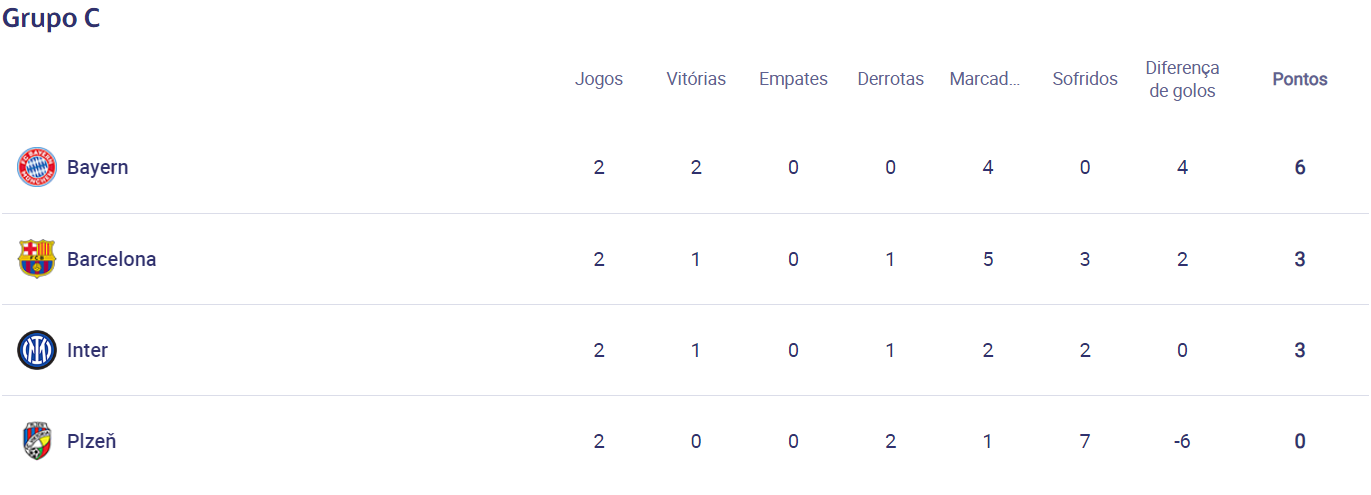 Grupo C
Jogos Vitórias Empates Derrotas Marcad... Sofridos Diferença de golos Pontos
Bayern 2 2 0 0 4 0 4 6
Barcelona 2 1 0 1 5 3 2 3
Inter 2 1 0 1 2 2 0 3
Plzeň 2 0 0 2 1 7 -6 0